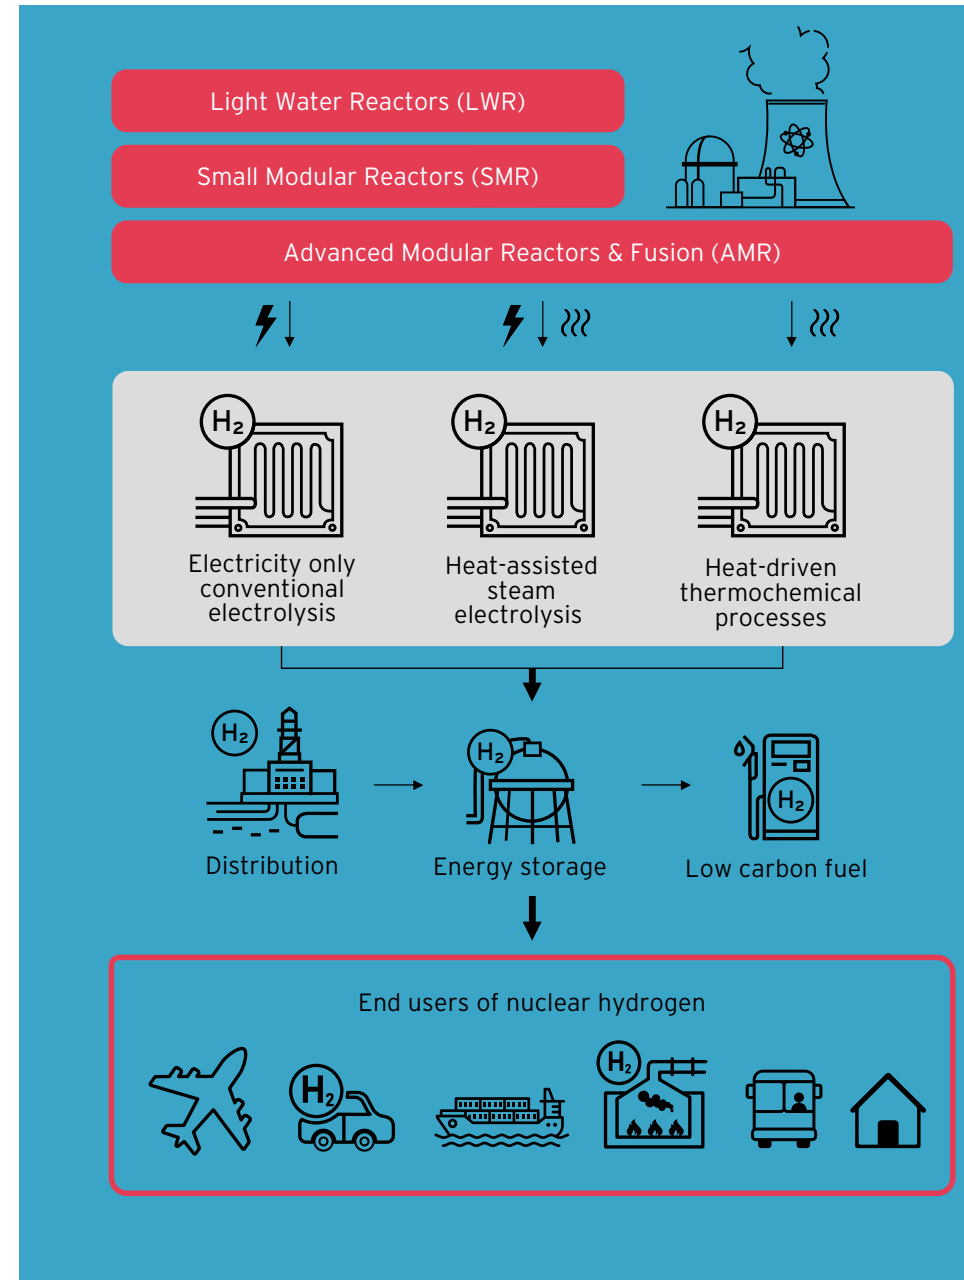 Light Water Reactors (LWR)
Small Modular Reactors (SMR)
Advanced Modular Reactors & Fusion (AMR)
H₂
H₂
H₂
Electricity only
conventional
electrolysis
Heat-assisted
steam
electrolysis
Heat-driven
thermochemical
processes
H₂
H₂
H₂
Distribution
Energy storage
Low carbon fuel
End users of nuclear hydrogen
H₂
H₂